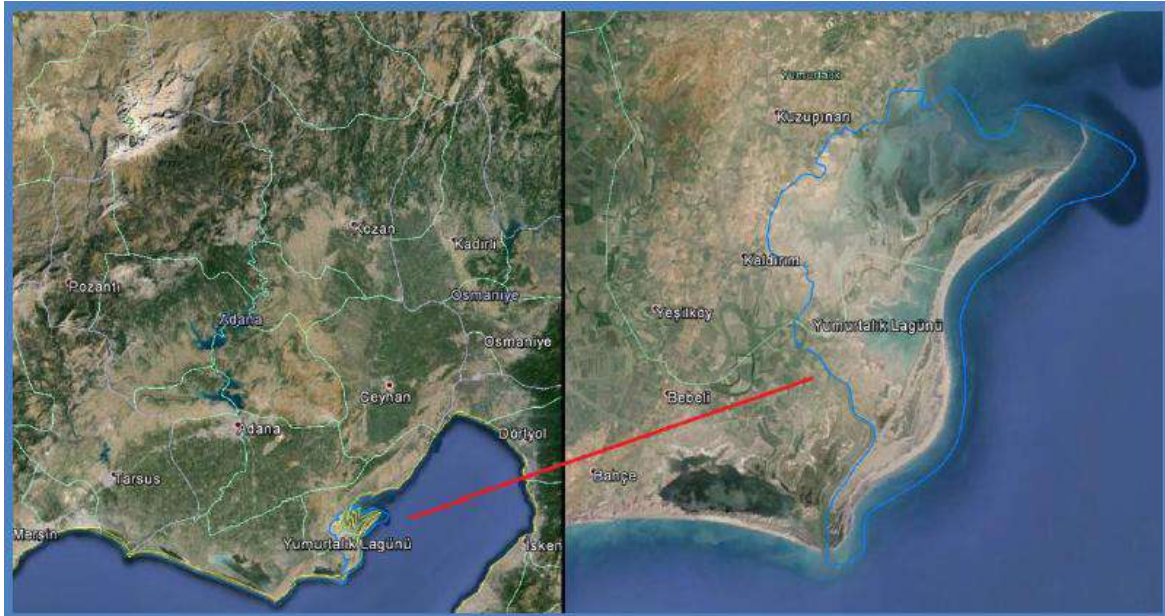 Kozan
Kadirli
Pozantı
Osmaniye
Adana
Osmaniye
Ceyhan
Adana
Dörtyol
Tarsus
Mersin
Yumurtalık Lagünü
İsken
Yumurtalık
Kuzupınarı
Kaldırım
Yeşilköy
Yumurtalık Lagünü
Bebeli
Bahçe